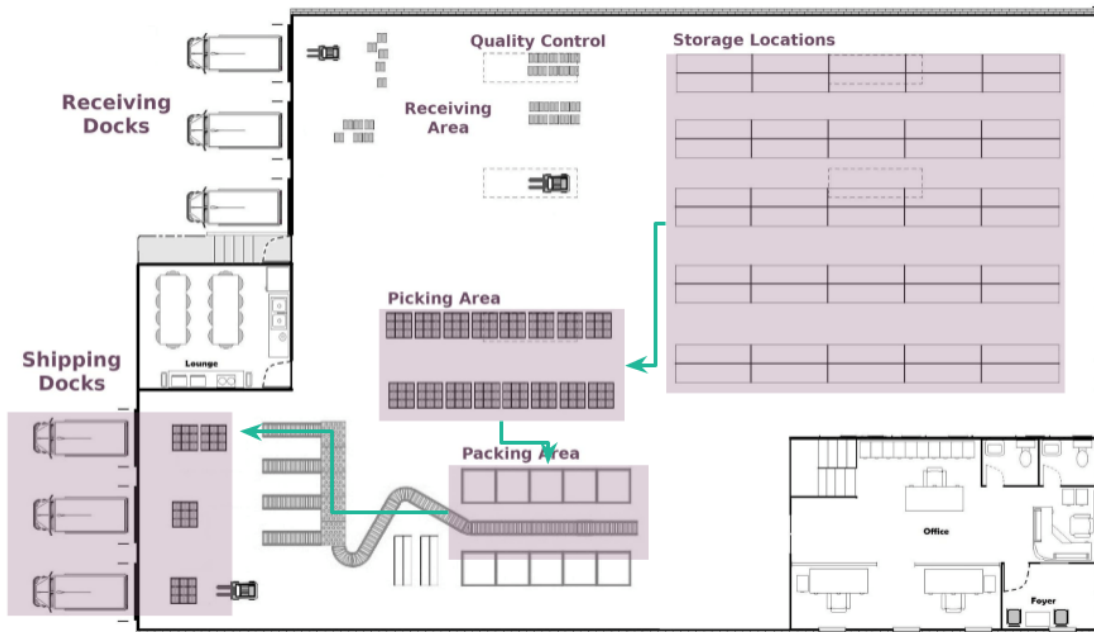 Quality Control
Storage Locations
Receiving
Docks
Receiving
Area
Picking Area
Shipping
Docks
Lounge
Packing Area
Office
Foyer